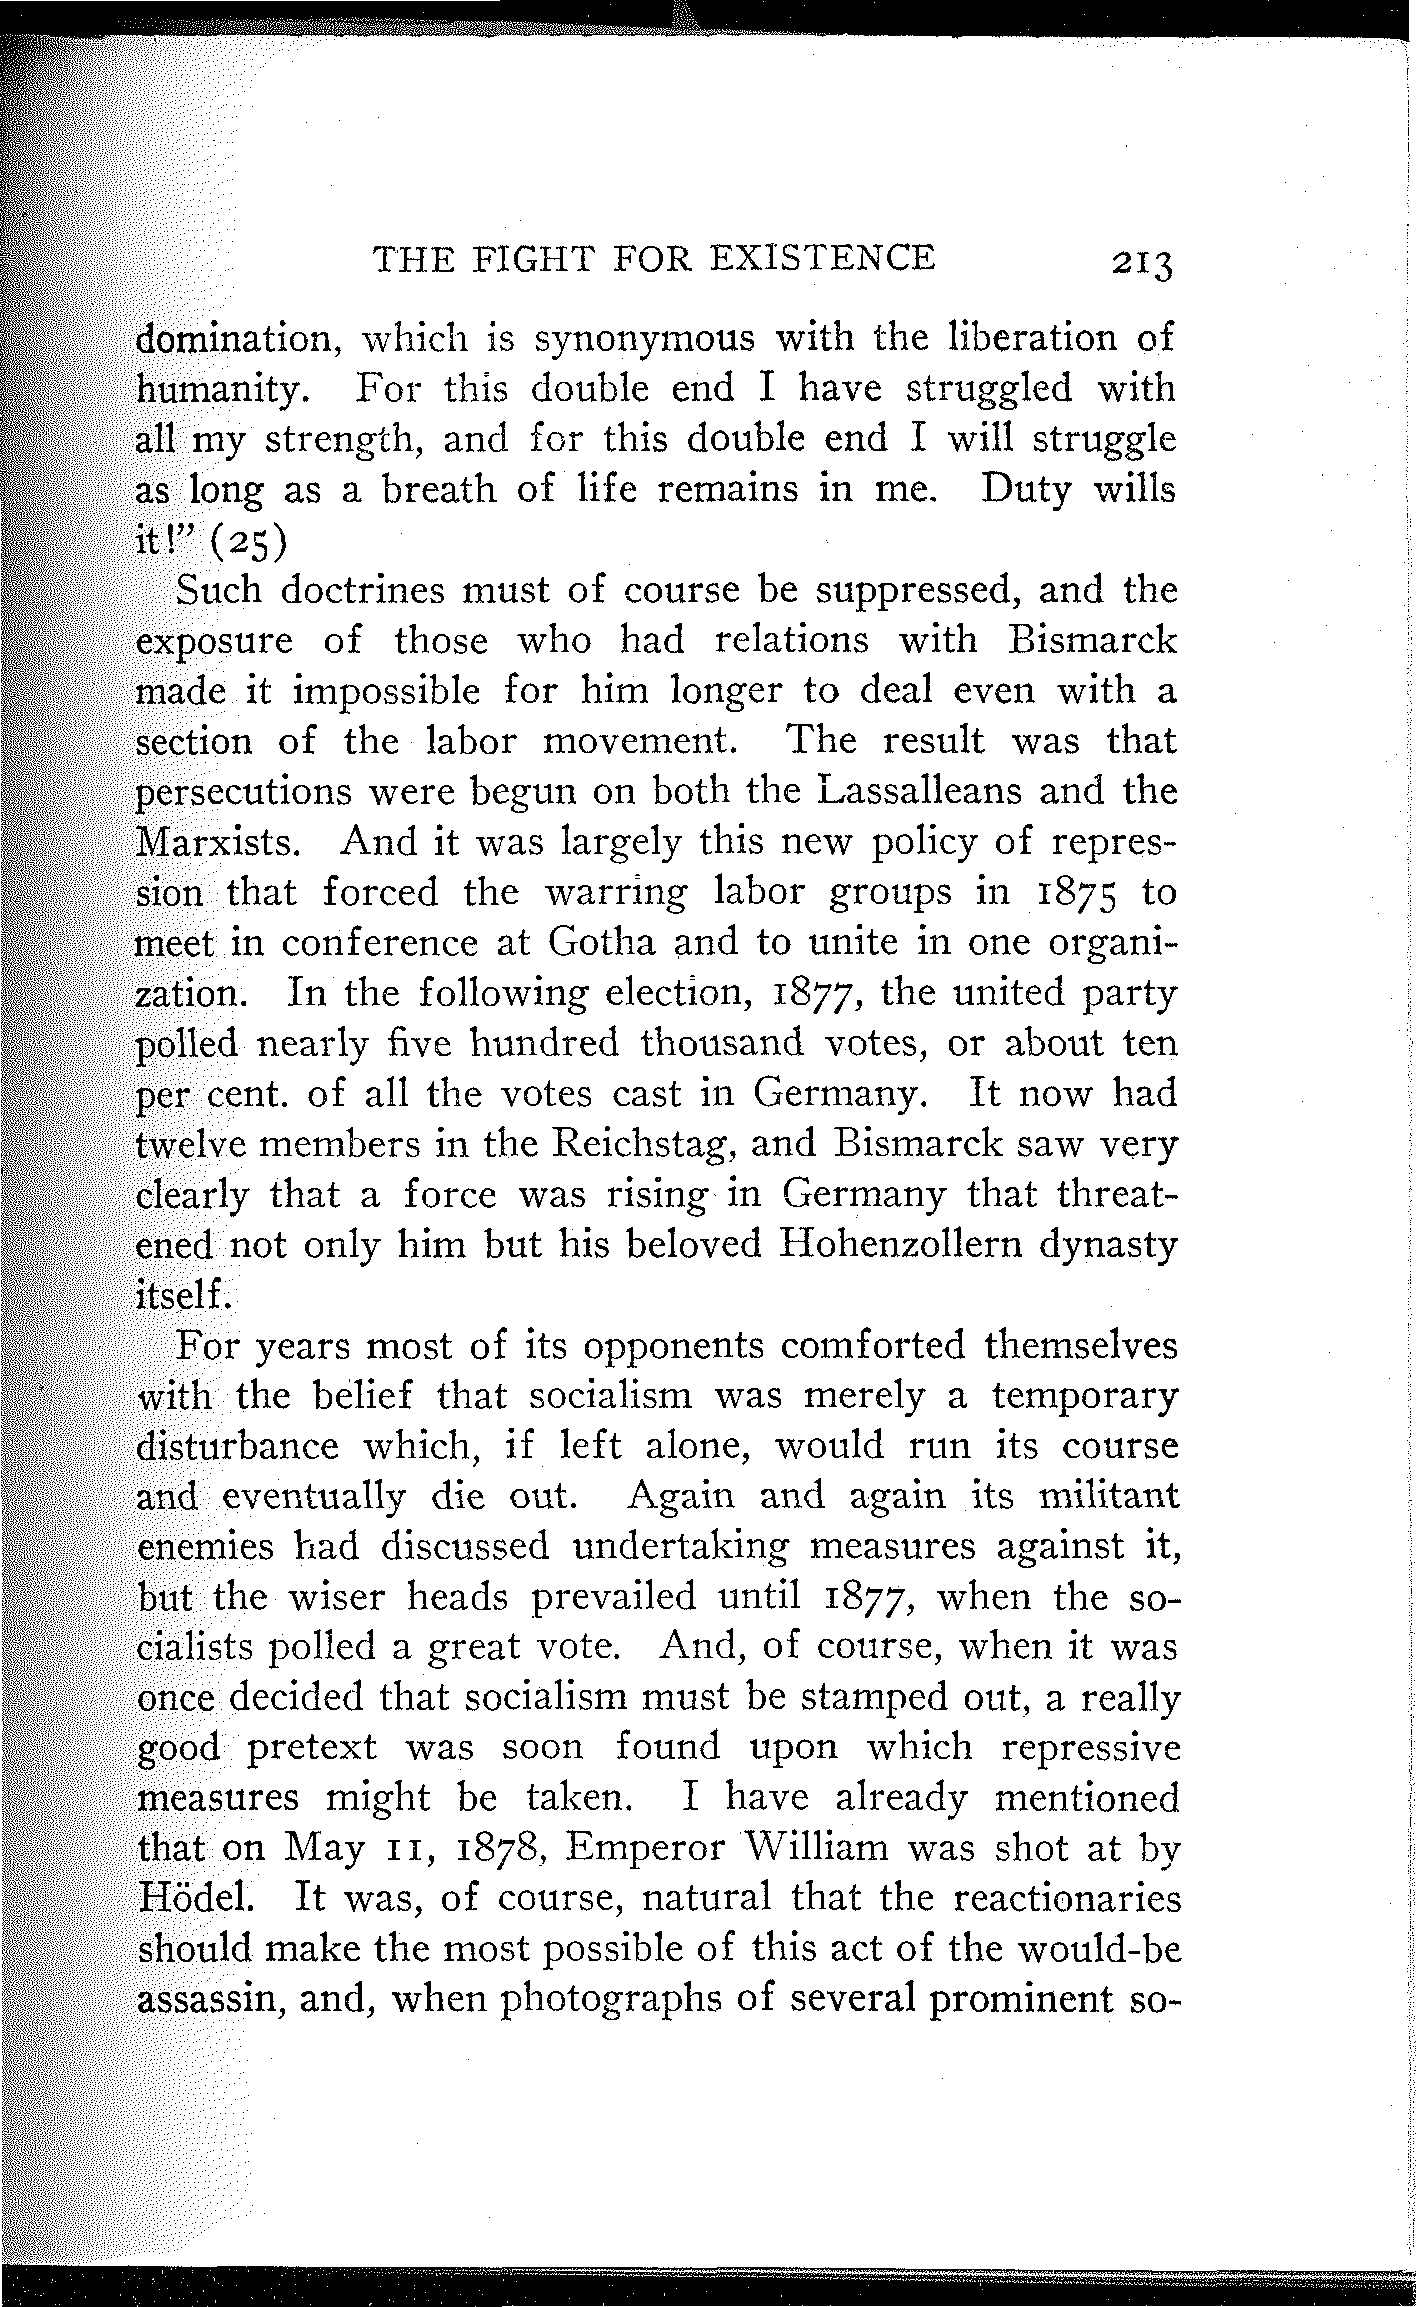 THE FIGHT FOR EXISTENCE 213
domination, which is synonymous with the liberation of
humanity. For this double end I have struggled with
all my strength, and for this double end I will struggle
as long as a breath of life remains in me. Duty wills
it!” (25)
Such doctrines must of course be suppressed, and the
exposure of those who had relations with Bismarck
made it impossible for him longer to deal even with a
section of the labor movement. The result was that
persecutions were begun on both the Lassalleans and the
Marxists. And it was largely this new policy of repres-
sion that forced the warring labor groups in 1875 to
meet in conference at Gotha and to unite in one organi-
zation. In the following election, 1877, the united party
polled nearly five hundred thousand votes, or about ten
per cent. of all the votes cast in Germany. It now had
twelve members in the Reichstag, and Bismarck saw very
clearly that a force was rising in Germany that threat-
ened not only him but his beloved Hohenzollern dynasty
itself.
For years most of its opponents comforted themselves
with the belief that socialism was merely a temporary
disturbance which, if left alone, would run its course
and eventually die out. Again and again its militant
enemies had discussed undertaking measures against it,
but the wiser heads prevailed until 1877, when the so-
cialists polled a great vote. And, of course, when it was
once decided that socialism must be stamped out, a really
good pretext was soon found upon which repressive
measures might be taken. I have already mentioned
that on May 11, 1878, Emperor William was shot at by
Hödel. It was, of course, natural that the reactionaries
should make the most possible of this act of the would-be
assassin, and, when photographs of several prominent so-